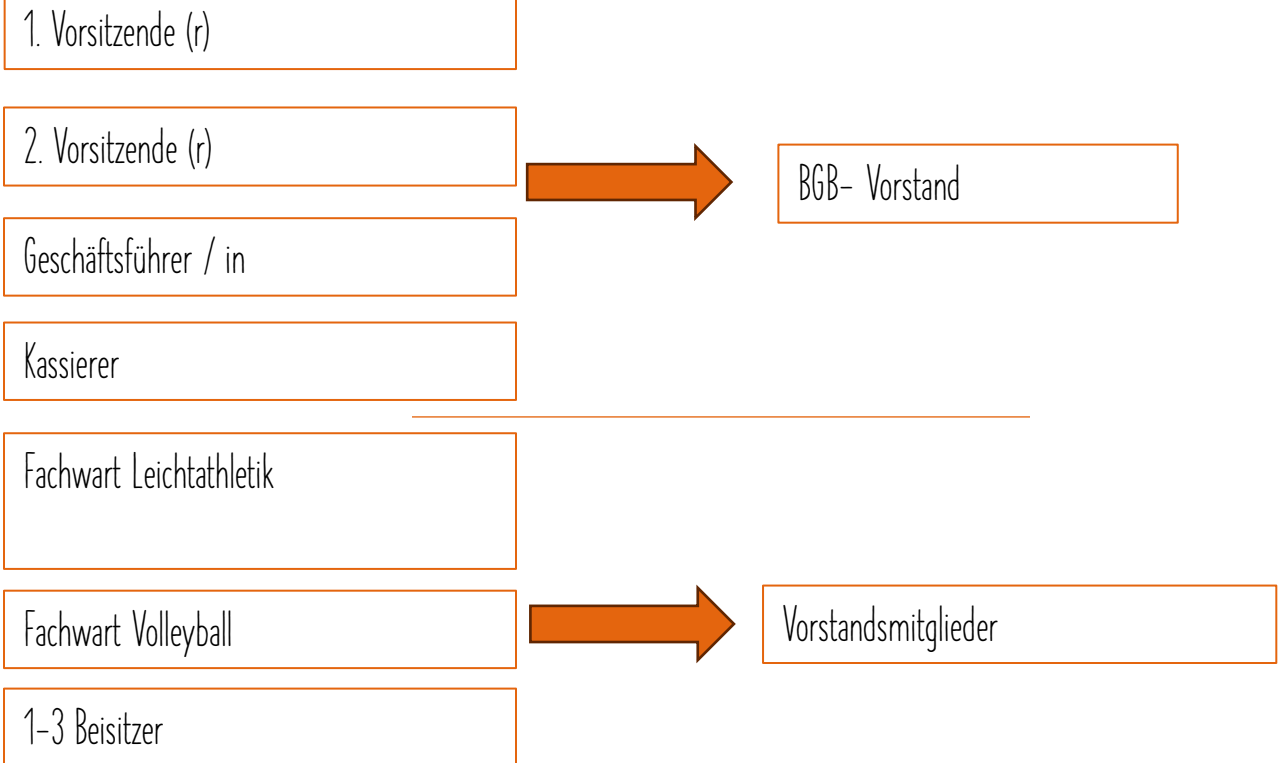 1. Vorsitzende (r)
2. Vorsitzende (r)
BGB- Vorstand
Geschäftsführer / in
Kassierer
Fachwart Leichtathletik
Fachwart Volleyball
Vorstandsmitglieder
1-3 Beisitzer